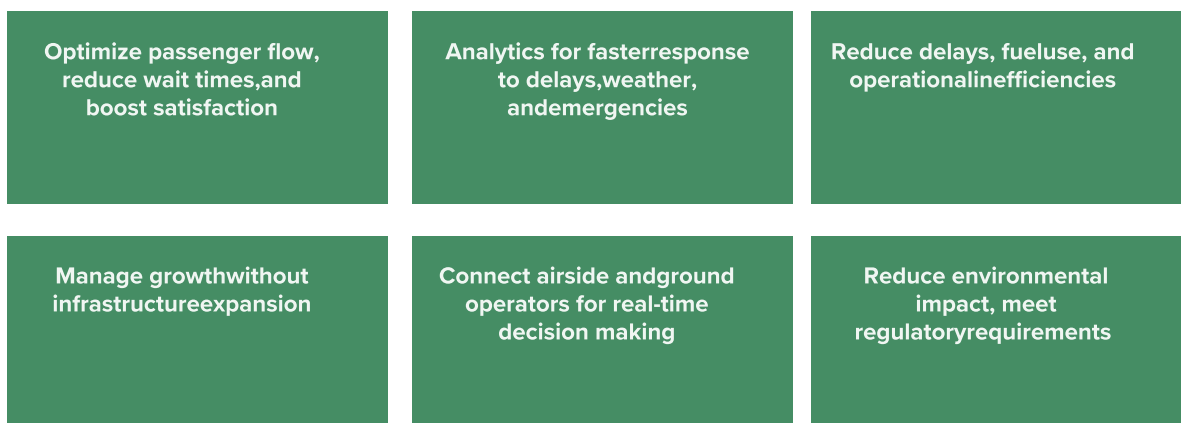 Optimize passenger flow,
reduce wait times,and
boost satisfaction
Analytics for fasterresponse
to delays,weather,
andemergencies
Reduce delays, fueluse, and
operationalinefficiencies
Manage growthwithout
infrastructureexpansion
Connect airside andground
operators for real-time
decision making
Reduce environmental
impact, meet
regulatoryrequirements